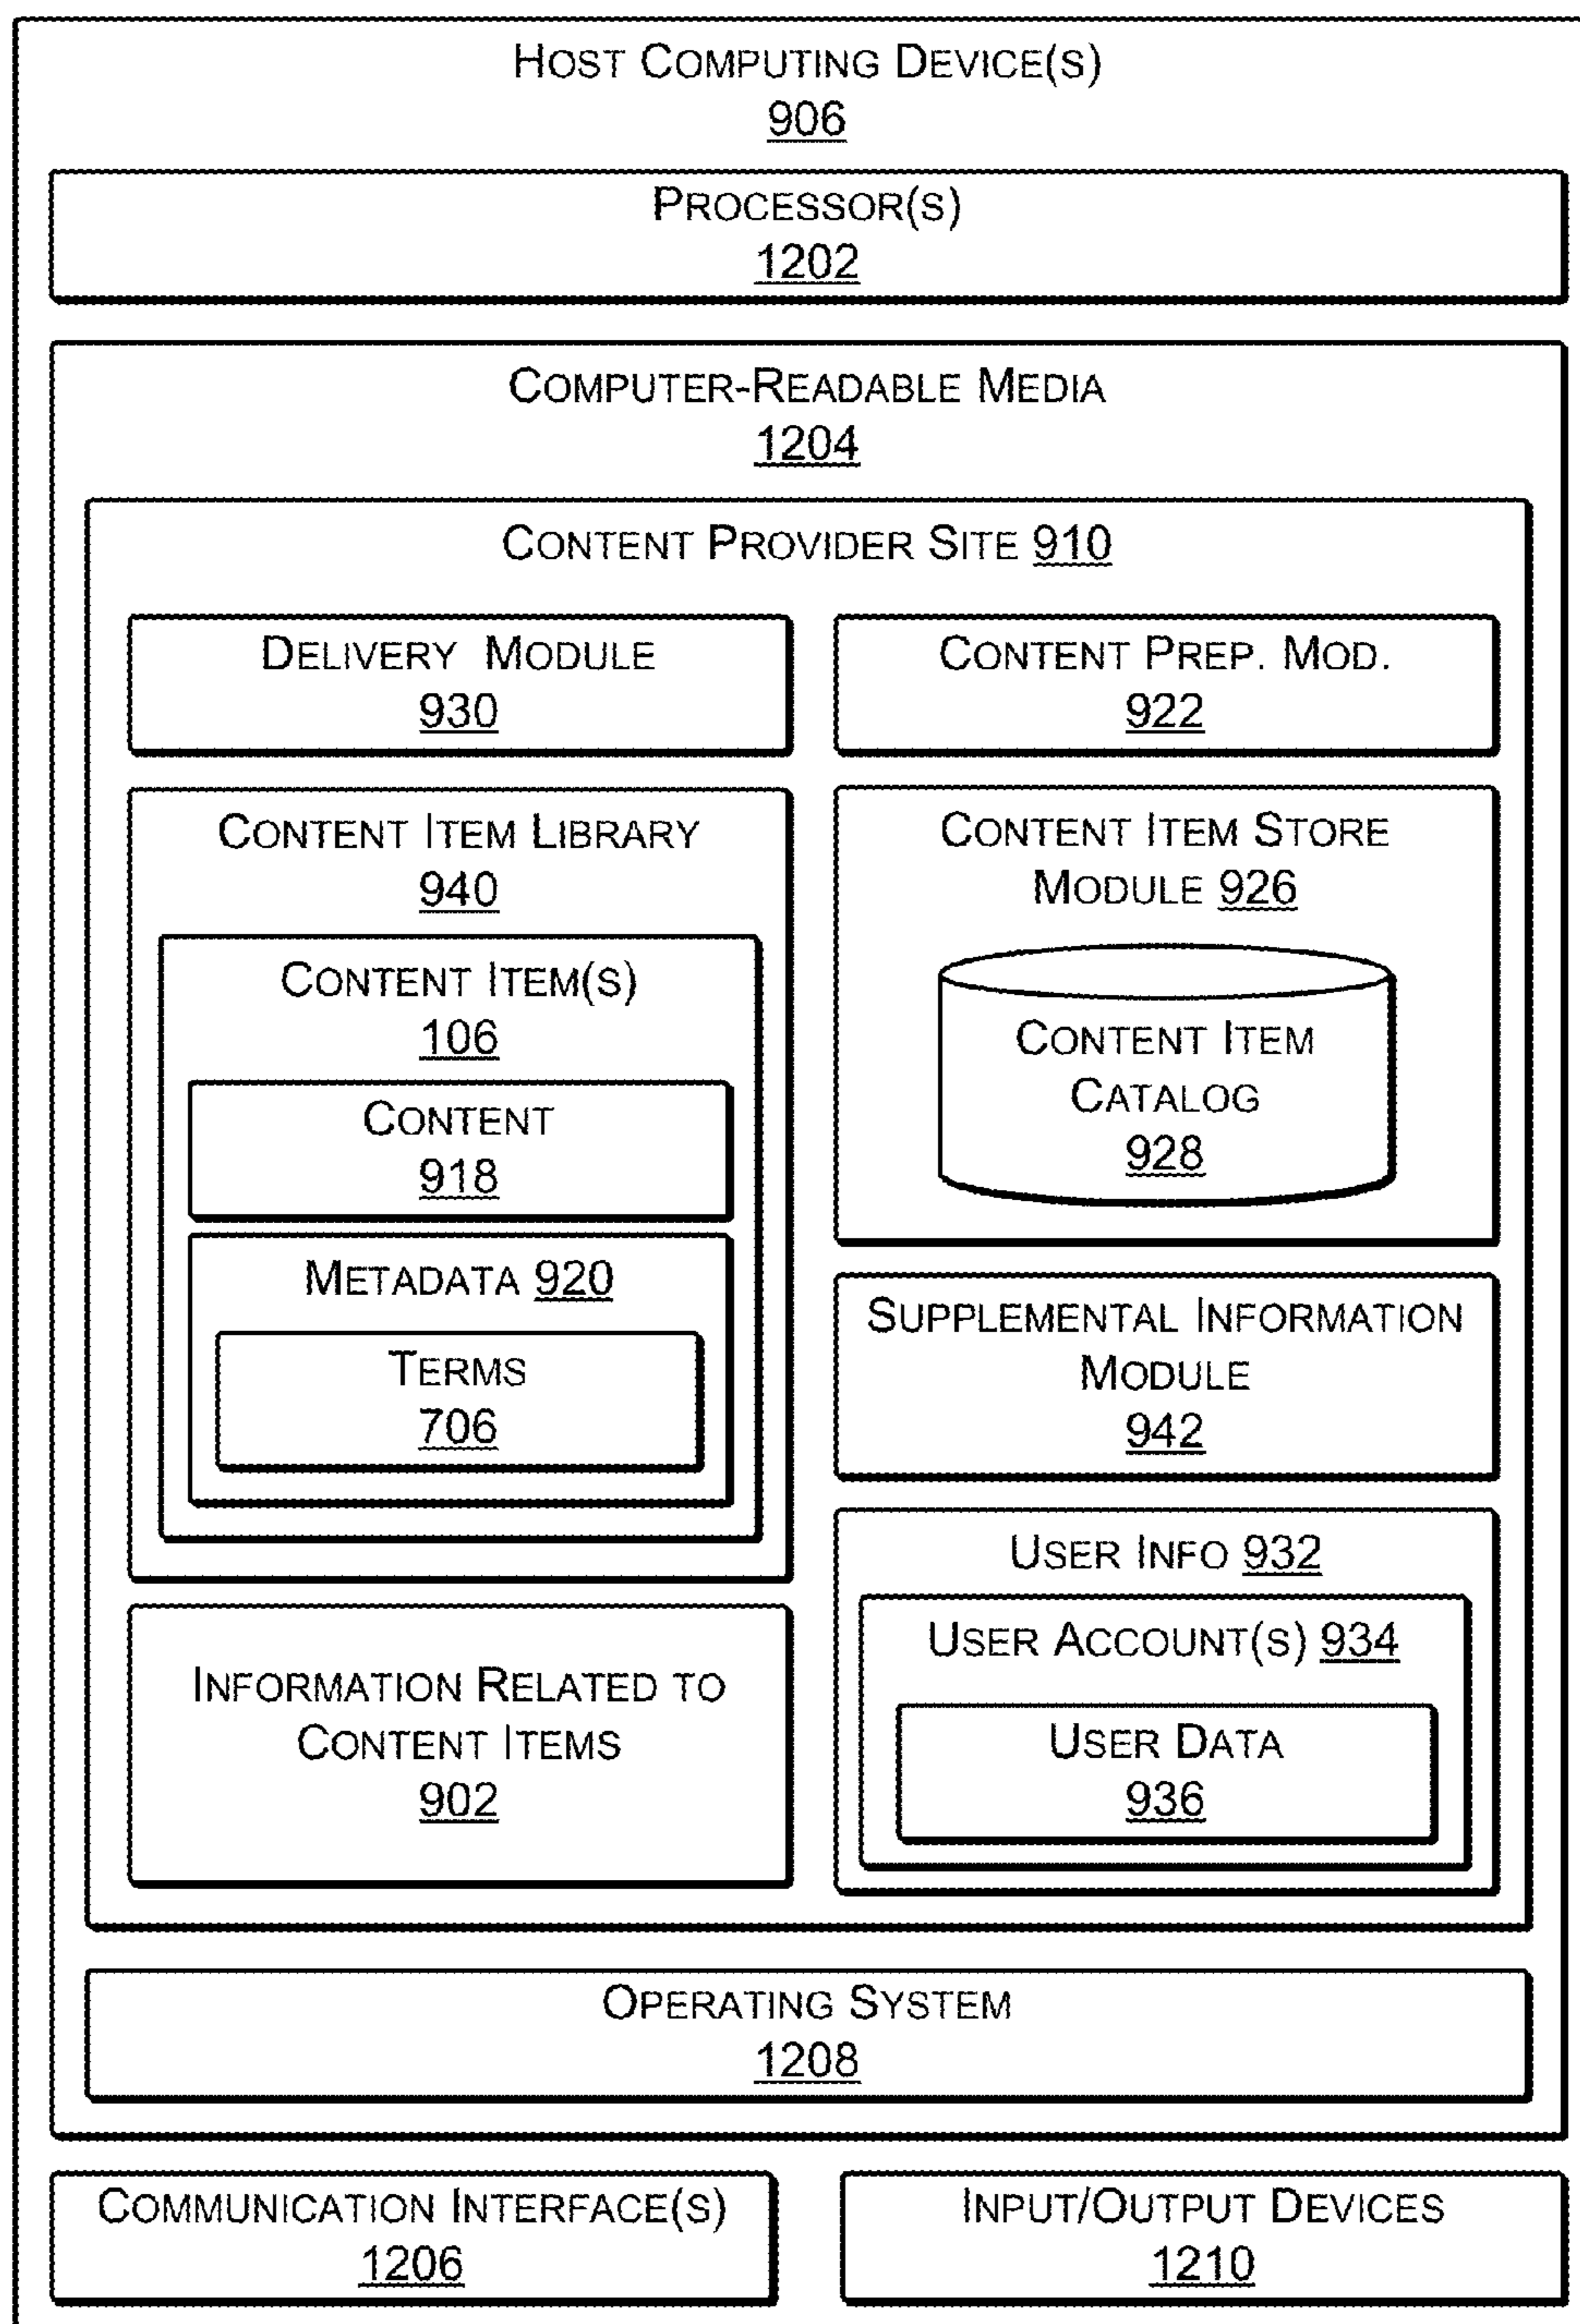 HOST COMPUTING DEVICE(S)
906
PROCESSOR(S)
1202
COMPUTER-READABLE MEDIA
1204
CONTENT PROVIDER SITE 910
DELIVERY MODULE
930
CONTENT PREP. MOD.
922
CONTENT ITEM LIBRARY
940
CONTENT ITEM(S)
106
CONTENT
918
METADATA 920
TERMS
706
INFORMATION RELATED TO
CONTENT ITEMS
902
CONTENT ITEM STORE
MODULE 926
CONTENT ITEM
CATALOG
928
SUPPLEMENTAL INFORMATION
MODULE
942
USER INFO 932
USER ACCOUNT(S) 934
USER DATA
936
OPERATING SYSTEM
1208
COMMUNICATION INTERFACE(S)
1206
INPUT/OUTPUT DEVICES
1210